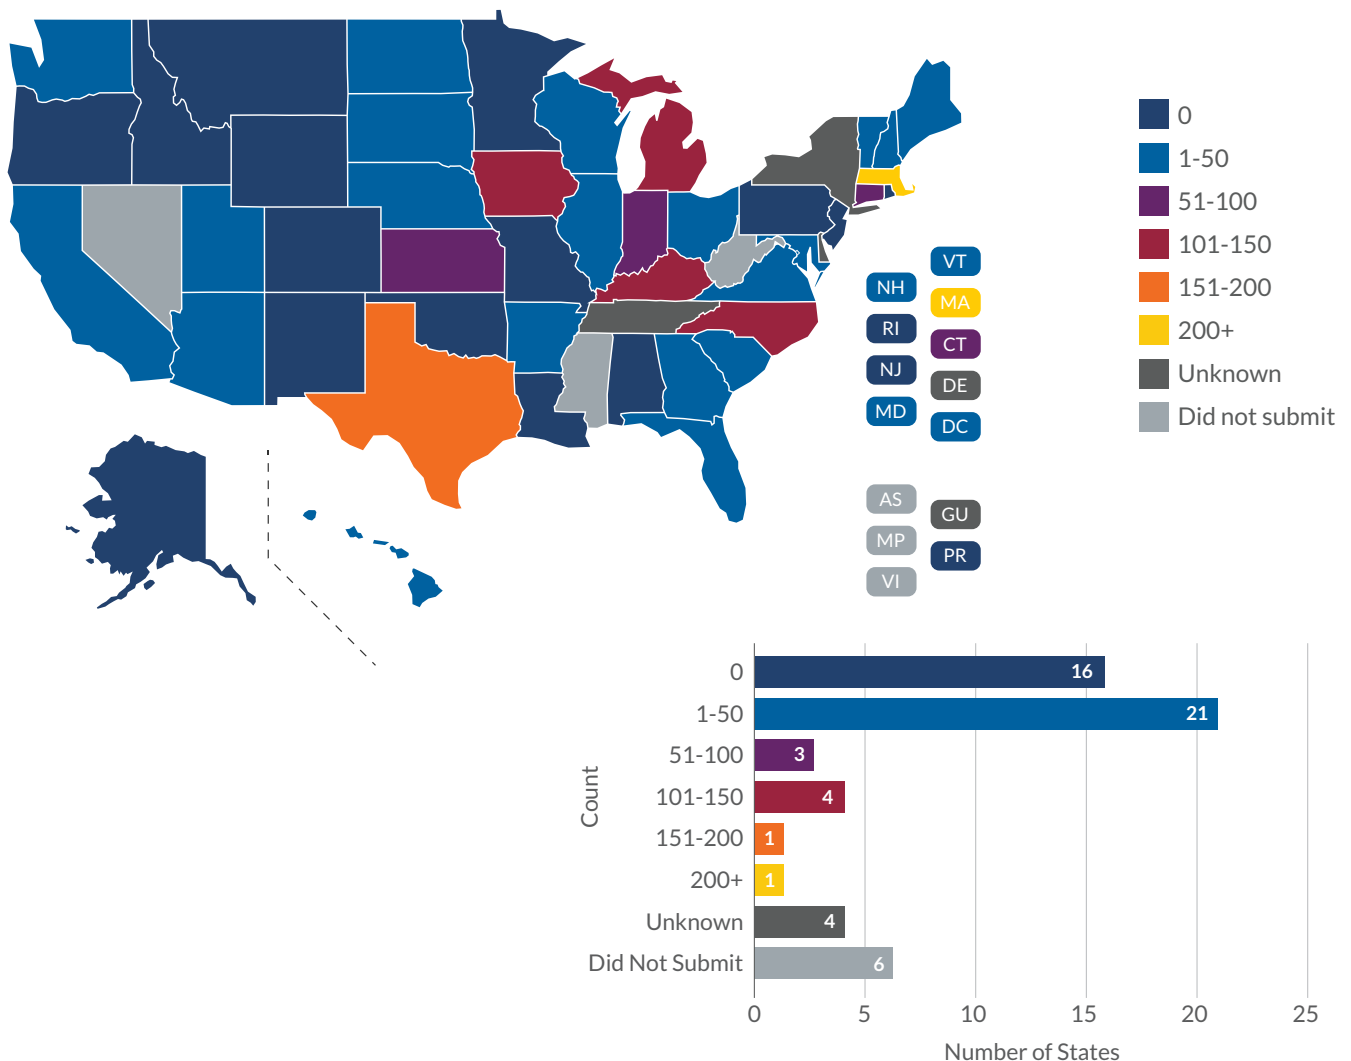 0
1-50
51-100
101-150
151-200
200+
Unknown
Did not submit
VT
NH
MA
RI
CT
NJ
DE
MD
DC
AS
GU
MP
PR
VI
0
16
1-50
21
51-100
3
101-150
4
151-200
1
200+
1
Unknown
4
Did Not Submit
6
Count
0
5
10
15
20
25
Number of States